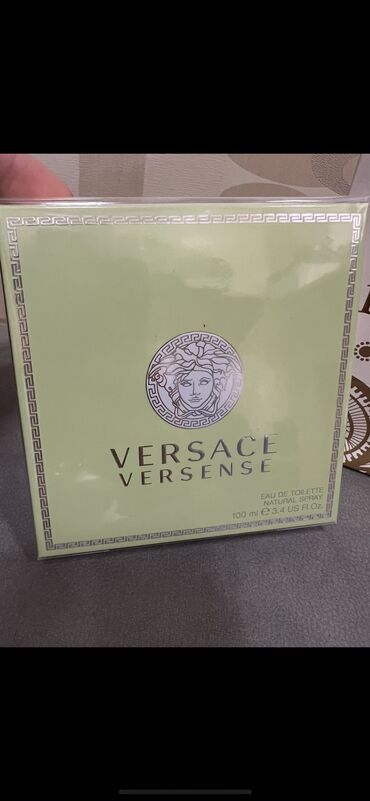 VERSACE
VERSENSE
EAU DE TOILETTE
NATURAL SPRAY
100 ml ℮ 3.4 US Fl.Oz.